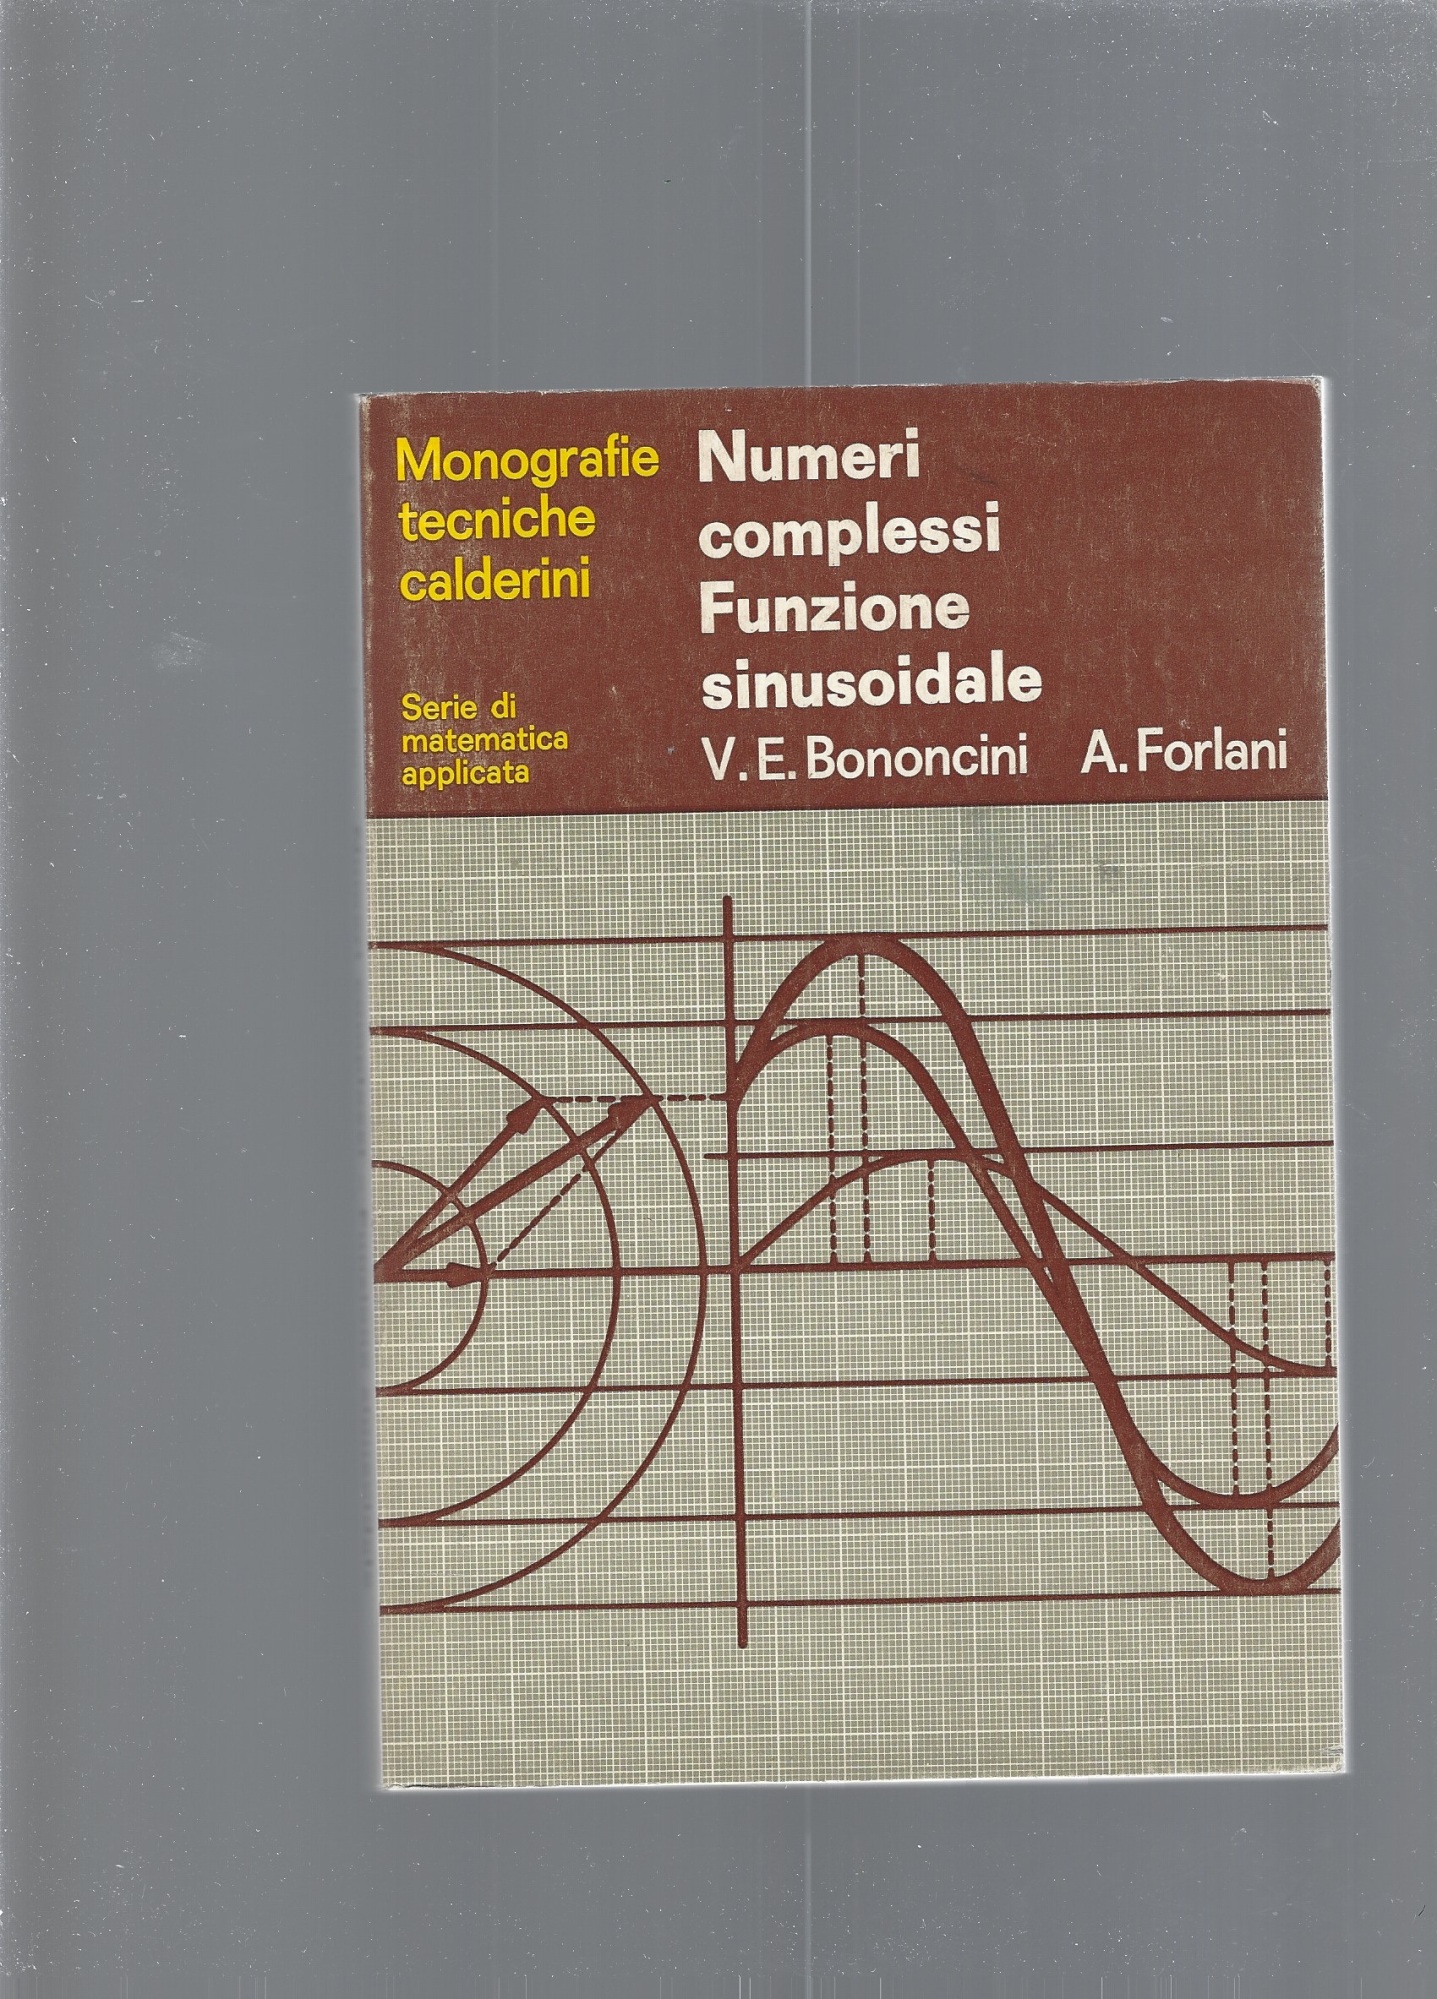 Monografie
tecniche
calderini
Serie di
matematica
applicata
Numeri
complessi
Funzione
sinusoidale
V. E. Bononcini A. Forlani